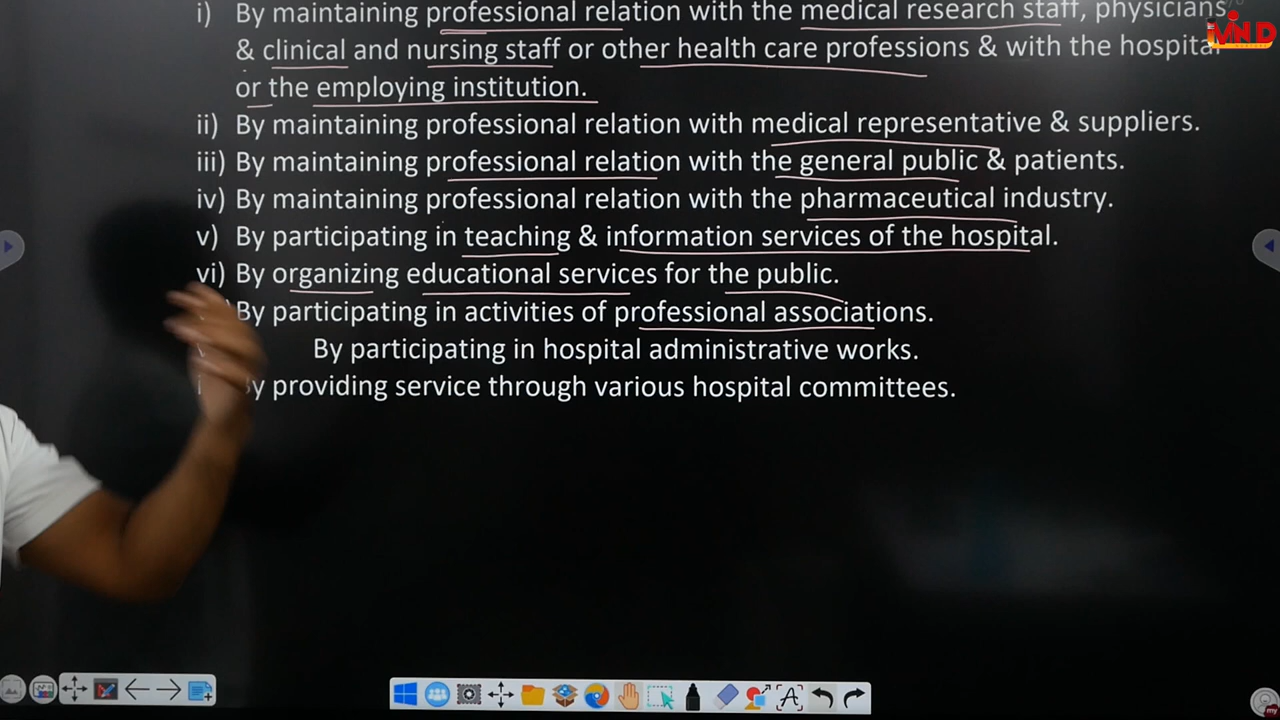 i) By maintaining professional relation with the medical research staff, physicians
& clinical and nursing staff or other health care professions & with the hospital
or the employing institution.
ii) By maintaining professional relation with medical representative & suppliers.
iii) By maintaining professional relation with the general public & patients.
iv) By maintaining professional relation with the pharmaceutical industry.
v) By participating in teaching & information services of the hospital.
vi) By organizing educational services for the public.
By participating in activities of professional associations.
By participating in hospital administrative works.
By providing service through various hospital committees.
MIND